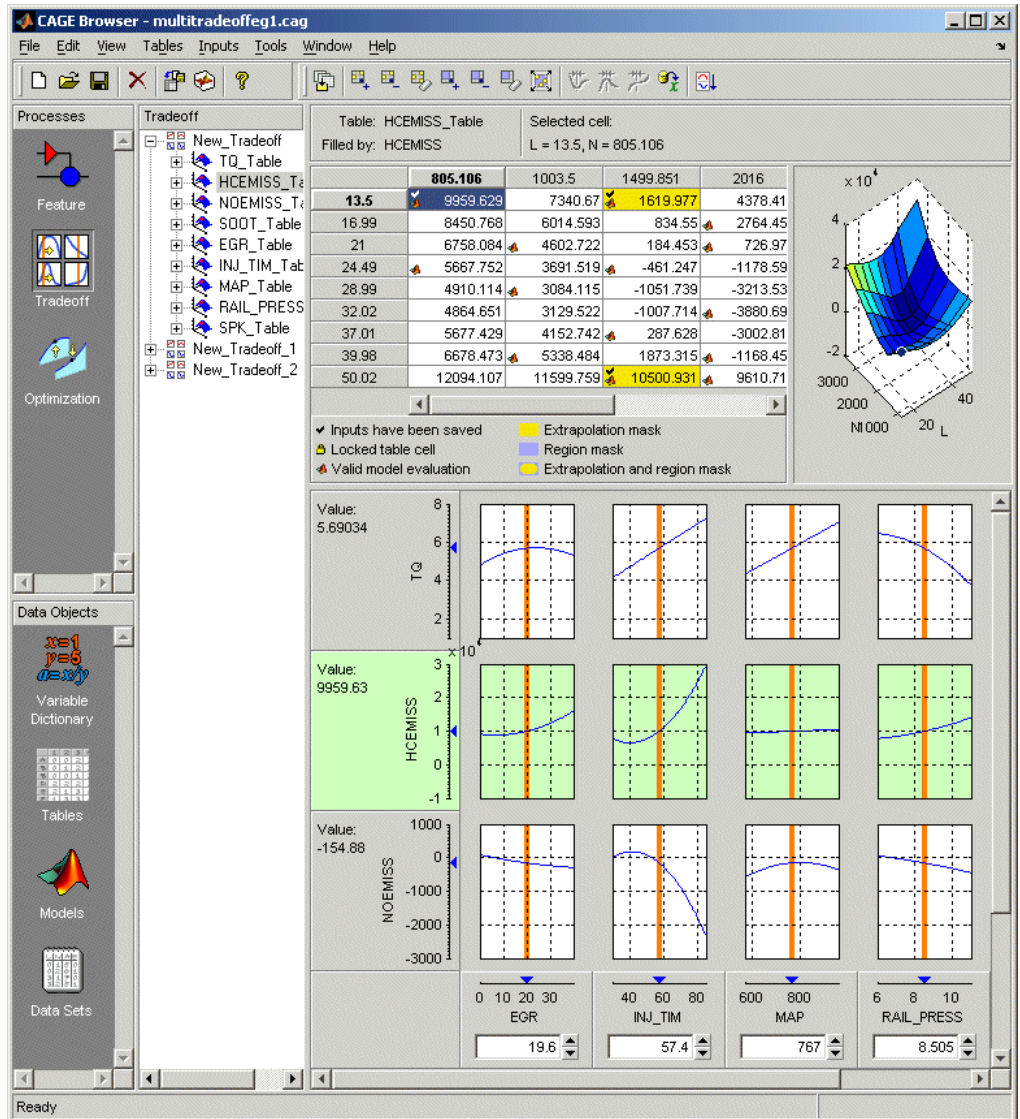 CAGE Browser - multitradeoffeg1.cag
File Edit View Tables Inputs Tools Window Help
Processes
Feature
Tradeoff
Optimization
Tradeoff
New_Tradeoff
TQ_Table
HCEMISS_Ta
NOEMISS_Ta
SOOT_Table
EGR_Table
INJ_TIM_Tab
MAP_Table
RAIL_PRESS
SPK_Table
New_Tradeoff_1
New_Tradeoff_2
Table: HCEMISS_Table
Filled by: HCEMISS
Selected cell:
L = 13.5, N = 805.106
805.106 1003.5 1499.851 2016
13.5 9959.629 7340.67 1619.977 4378.41
16.99 8450.768 6014.593 834.55 2764.45
21 6758.084 4602.722 184.453 726.97
24.49 5667.752 3691.519 -461.247 -1178.59
28.99 4910.114 3084.115 -1051.739 -3213.53
32.02 4864.651 3129.522 -1007.714 -3880.69
37.01 5677.429 4152.742 287.628 -3002.81
39.98 6678.473 5338.484 1873.315 -1168.45
50.02 12094.107 11599.759 10500.931 9610.71
Inputs have been saved
Locked table cell
Valid model evaluation
Extrapolation mask
Region mask
Extrapolation and region mask
x 10⁴
4
2
0
-2
3000
2000
N1000
20 L
40
Value:
5.69034
TQ
8
6
4
2
Value:
9959.63
HCEMISS
x 10⁴
3
2
1
0
-1
Value:
-154.88
NOEMISS
1000
0
-1000
-2000
-3000
0 10 20 30
EGR
19.6
40 60 80
INJ_TIM
57.4
600 800
MAP
767
6 8 10
RAIL_PRESS
8.505
Data Objects
x=1
y=5
a=x/y
Variable
Dictionary
Tables
Models
Data Sets
Ready